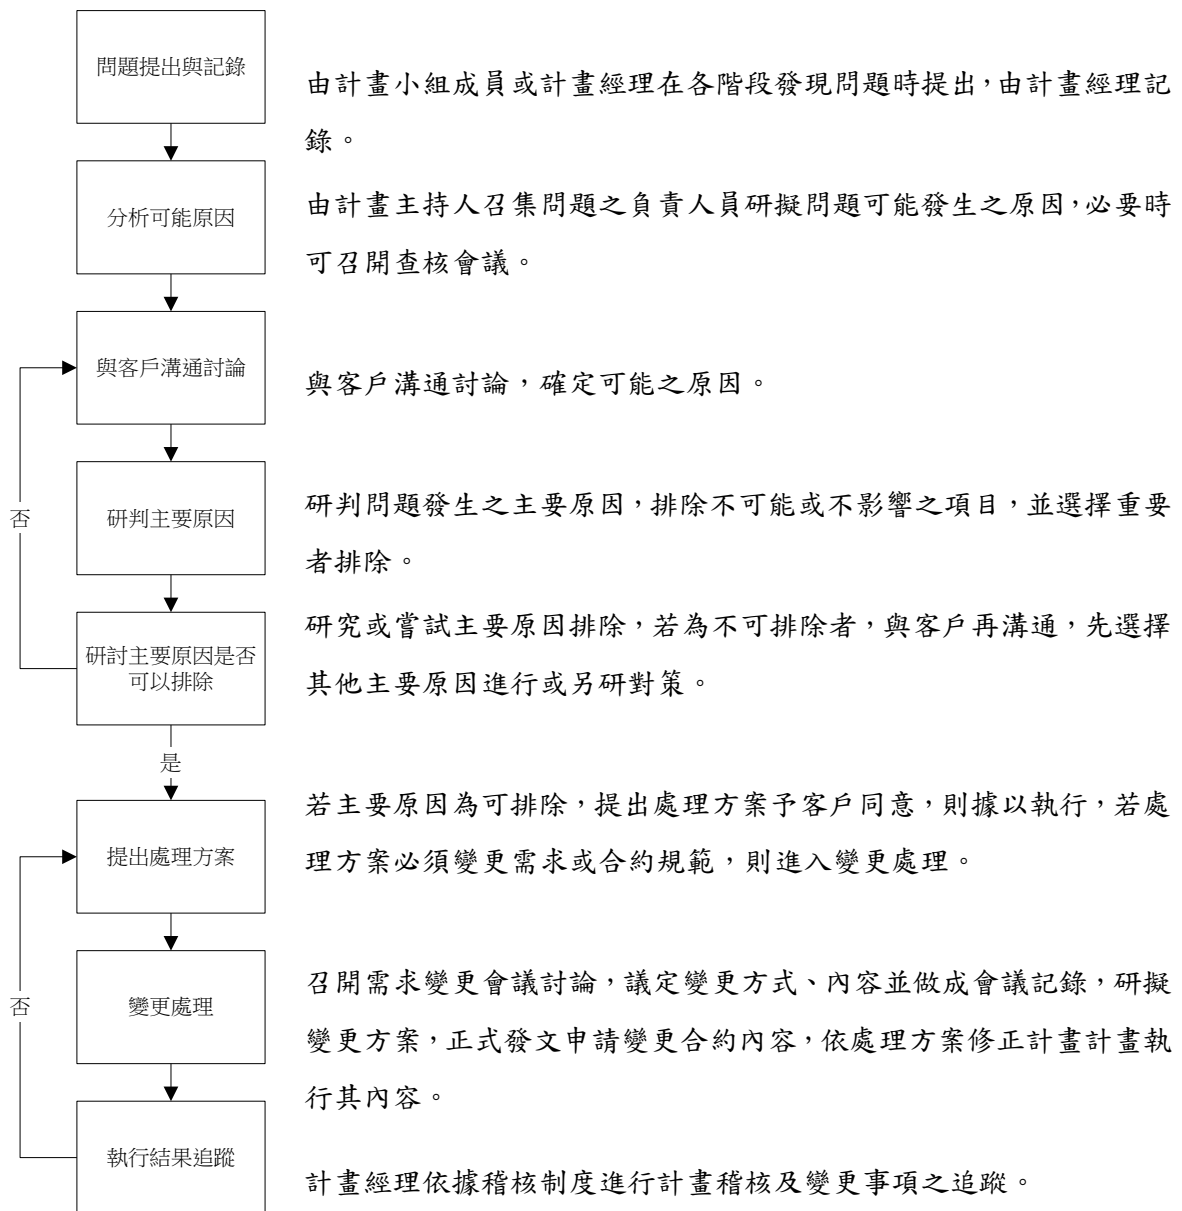 問題提出與記錄
由計畫小組成員或計畫經理在各階段發現問題時提出，由計畫經理記
錄。
分析可能原因
由計畫主持人召集問題之負責人員研擬問題可能發生之原因，必要時
可召開查核會議。
與客戶溝通討論
與客戶溝通討論，確定可能之原因。
否
研判主要原因
研判問題發生之主要原因，排除不可能或不影響之項目，並選擇重要
者排除。
研討主要原因是否
可以排除
研究或嘗試主要原因排除，若為不可排除者，與客戶再溝通，先選擇
其他主要原因進行或另研對策。
是
提出處理方案
若主要原因為可排除，提出處理方案予客戶同意，則據以執行，若處
理方案必須變更需求或合約規範，則進入變更處理。
否
變更處理
召開需求變更會議討論，議定變更方式、內容並做成會議記錄，研擬
變更方案，正式發文申請變更合約內容，依處理方案修正計畫計畫執
行其內容。
執行結果追蹤
計畫經理依據稽核制度進行計畫稽核及變更事項之追蹤。